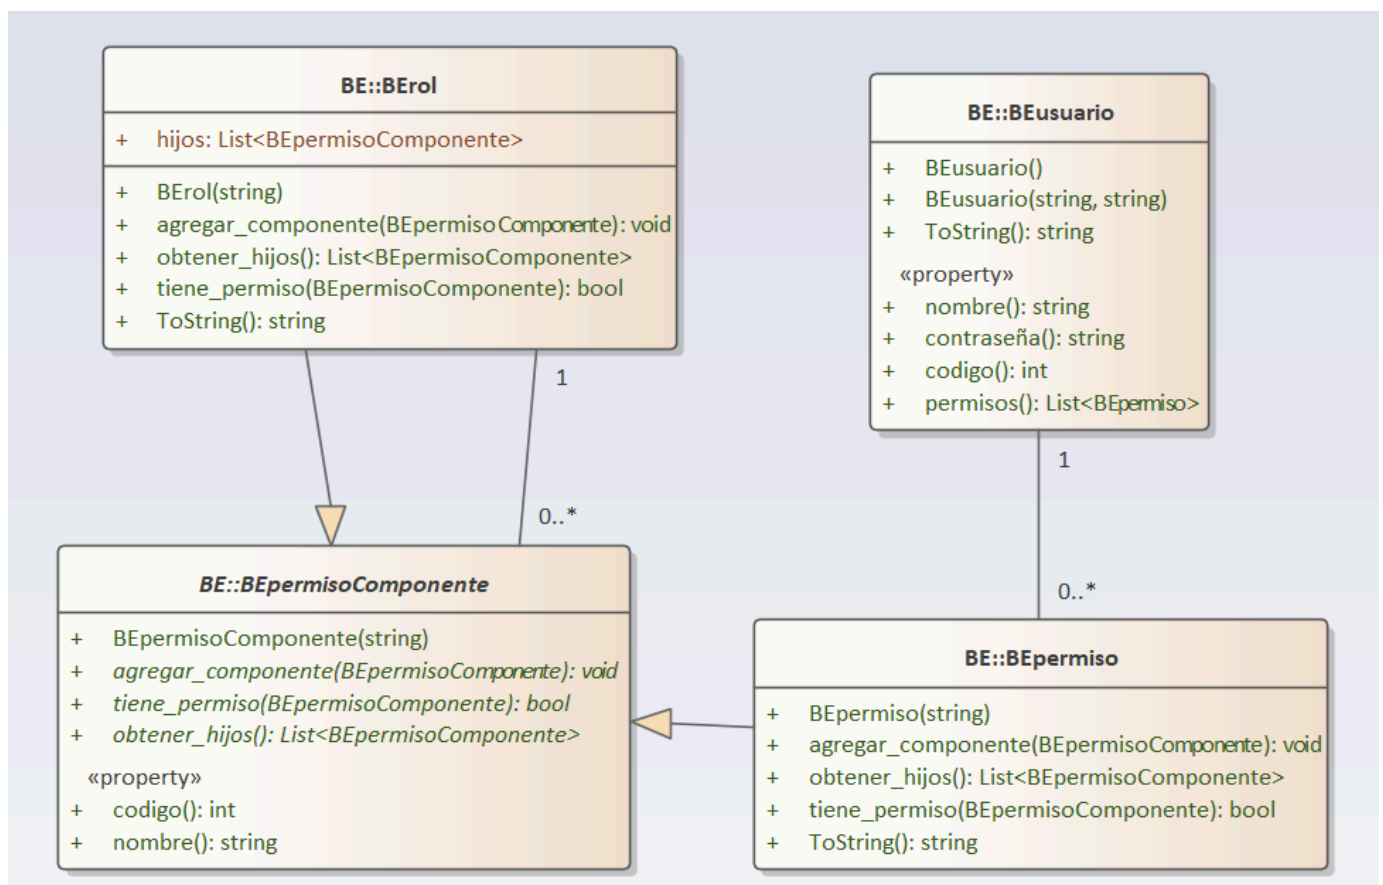 BE::BErol
+ hijos: List<BEpermisoComponente>
+ BErol(string)
+ agregar_componente(BEpermisoComponente): void
+ obtener_hijos(): List<BEpermisoComponente>
+ tiene_permiso(BEpermisoComponente): bool
+ ToString(): string
BE::BEusuario
+ BEusuario()
+ BEusuario(string, string)
+ ToString(): string
«property»
+ nombre(): string
+ contraseña(): string
+ codigo(): int
+ permisos(): List<BEpermiso>
1
0..*
1
0..*
BE::BEpermisoComponente
+ BEpermisoComponente(string)
+ agregar_componente(BEpermisoComponente): void
+ tiene_permiso(BEpermisoComponente): bool
+ obtener_hijos(): List<BEpermisoComponente>
«property»
+ codigo(): int
+ nombre(): string
BE::BEpermiso
+ BEpermiso(string)
+ agregar_componente(BEpermisoComponente): void
+ obtener_hijos(): List<BEpermisoComponente>
+ tiene_permiso(BEpermisoComponente): bool
+ ToString(): string